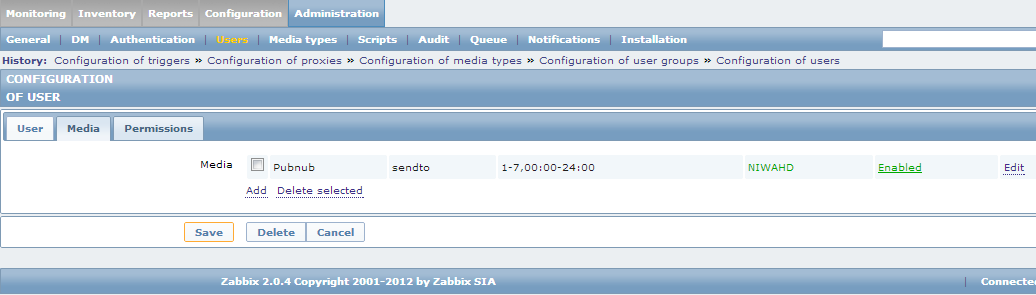 Monitoring Inventory Reports Configuration Administration
General | DM | Authentication | Users | Media types | Scripts | Audit | Queue | Notifications | Installation
History: Configuration of triggers » Configuration of proxies » Configuration of media types » Configuration of user groups » Configuration of users
CONFIGURATION
OF USER
User Media Permissions
Media Pubnub sendto 1-7,00:00-24:00 NIWAHD Enabled Edit
Add Delete selected
Save Delete Cancel
Zabbix 2.0.4 Copyright 2001-2012 by Zabbix SIA | Connecte